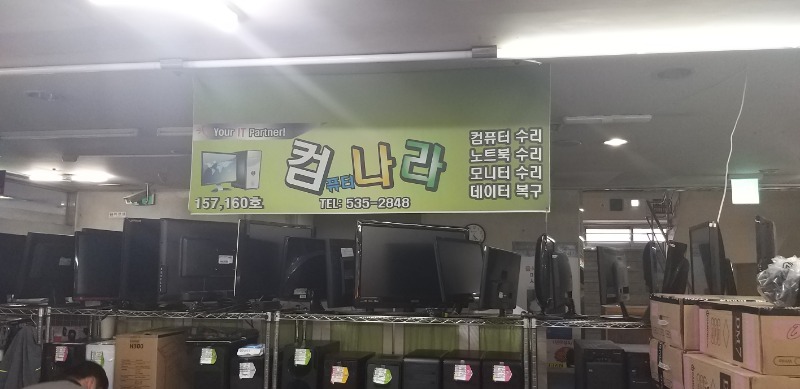 Your IT Partner!
컴퓨터나라
157,160호
TEL: 535-2848
컴퓨터 수리
노트북 수리
모니터 수리
데이터 복구